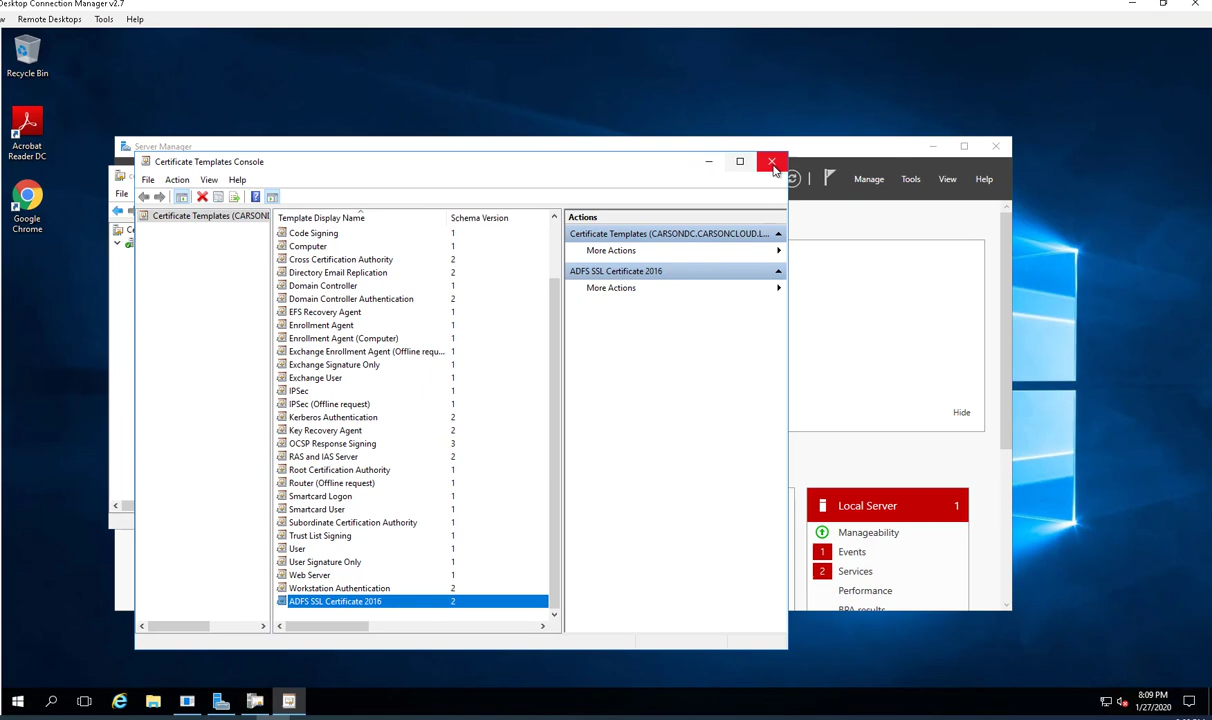 Desktop Connection Manager v2.7
w Remote Desktops Tools Help
Recycle Bin
Acrobat
Reader DC
Google
Chrome
Server Manager
Manage Tools View Help
File
Certificate Templates Console
File Action View Help
Certificate Templates (CARSOND
Template Display Name Schema Version
Code Signing 1
Computer 1
Cross Certification Authority 2
Directory Email Replication 2
Domain Controller 1
Domain Controller Authentication 2
EFS Recovery Agent 1
Enrollment Agent 1
Enrollment Agent (Computer) 1
Exchange Enrollment Agent (Offline requ... 1
Exchange Signature Only 1
Exchange User 1
IPSec 1
IPSec (Offline request) 1
Kerberos Authentication 2
Key Recovery Agent 2
OCSP Response Signing 3
RAS and IAS Server 2
Root Certification Authority 1
Router (Offline request) 1
Smartcard Logon 1
Smartcard User 1
Subordinate Certification Authority 1
Trust List Signing 1
User 1
User Signature Only 1
Web Server 1
Workstation Authentication 2
ADFS SSL Certificate 2016 2
Actions
Certificate Templates (CARSONDC.CARSONCLOUD.L...
More Actions
ADFS SSL Certificate 2016
More Actions
Hide
Local Server 1
Manageability
1 Events
2 Services
Performance
BPA results
8:09 PM
1/27/2020